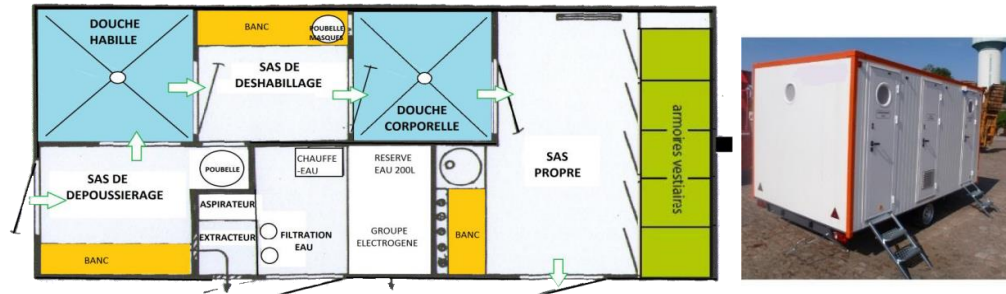 DOUCHE
HABILLE
BANC
POUBELLE
MASQUES
SAS DE
DESHABILLAGE
DOUCHE
CORPORELLE
SAS DE
DEPOUSSIERAGE
POUBELLE
CHAUFFE
-EAU
RESERVE
EAU 200L
SAS
PROPRE
armoires vestiaires
ASPIRATEUR
EXTRACTEUR
FILTRATION
EAU
GROUPE
ELECTROGENE
BANC
BANC